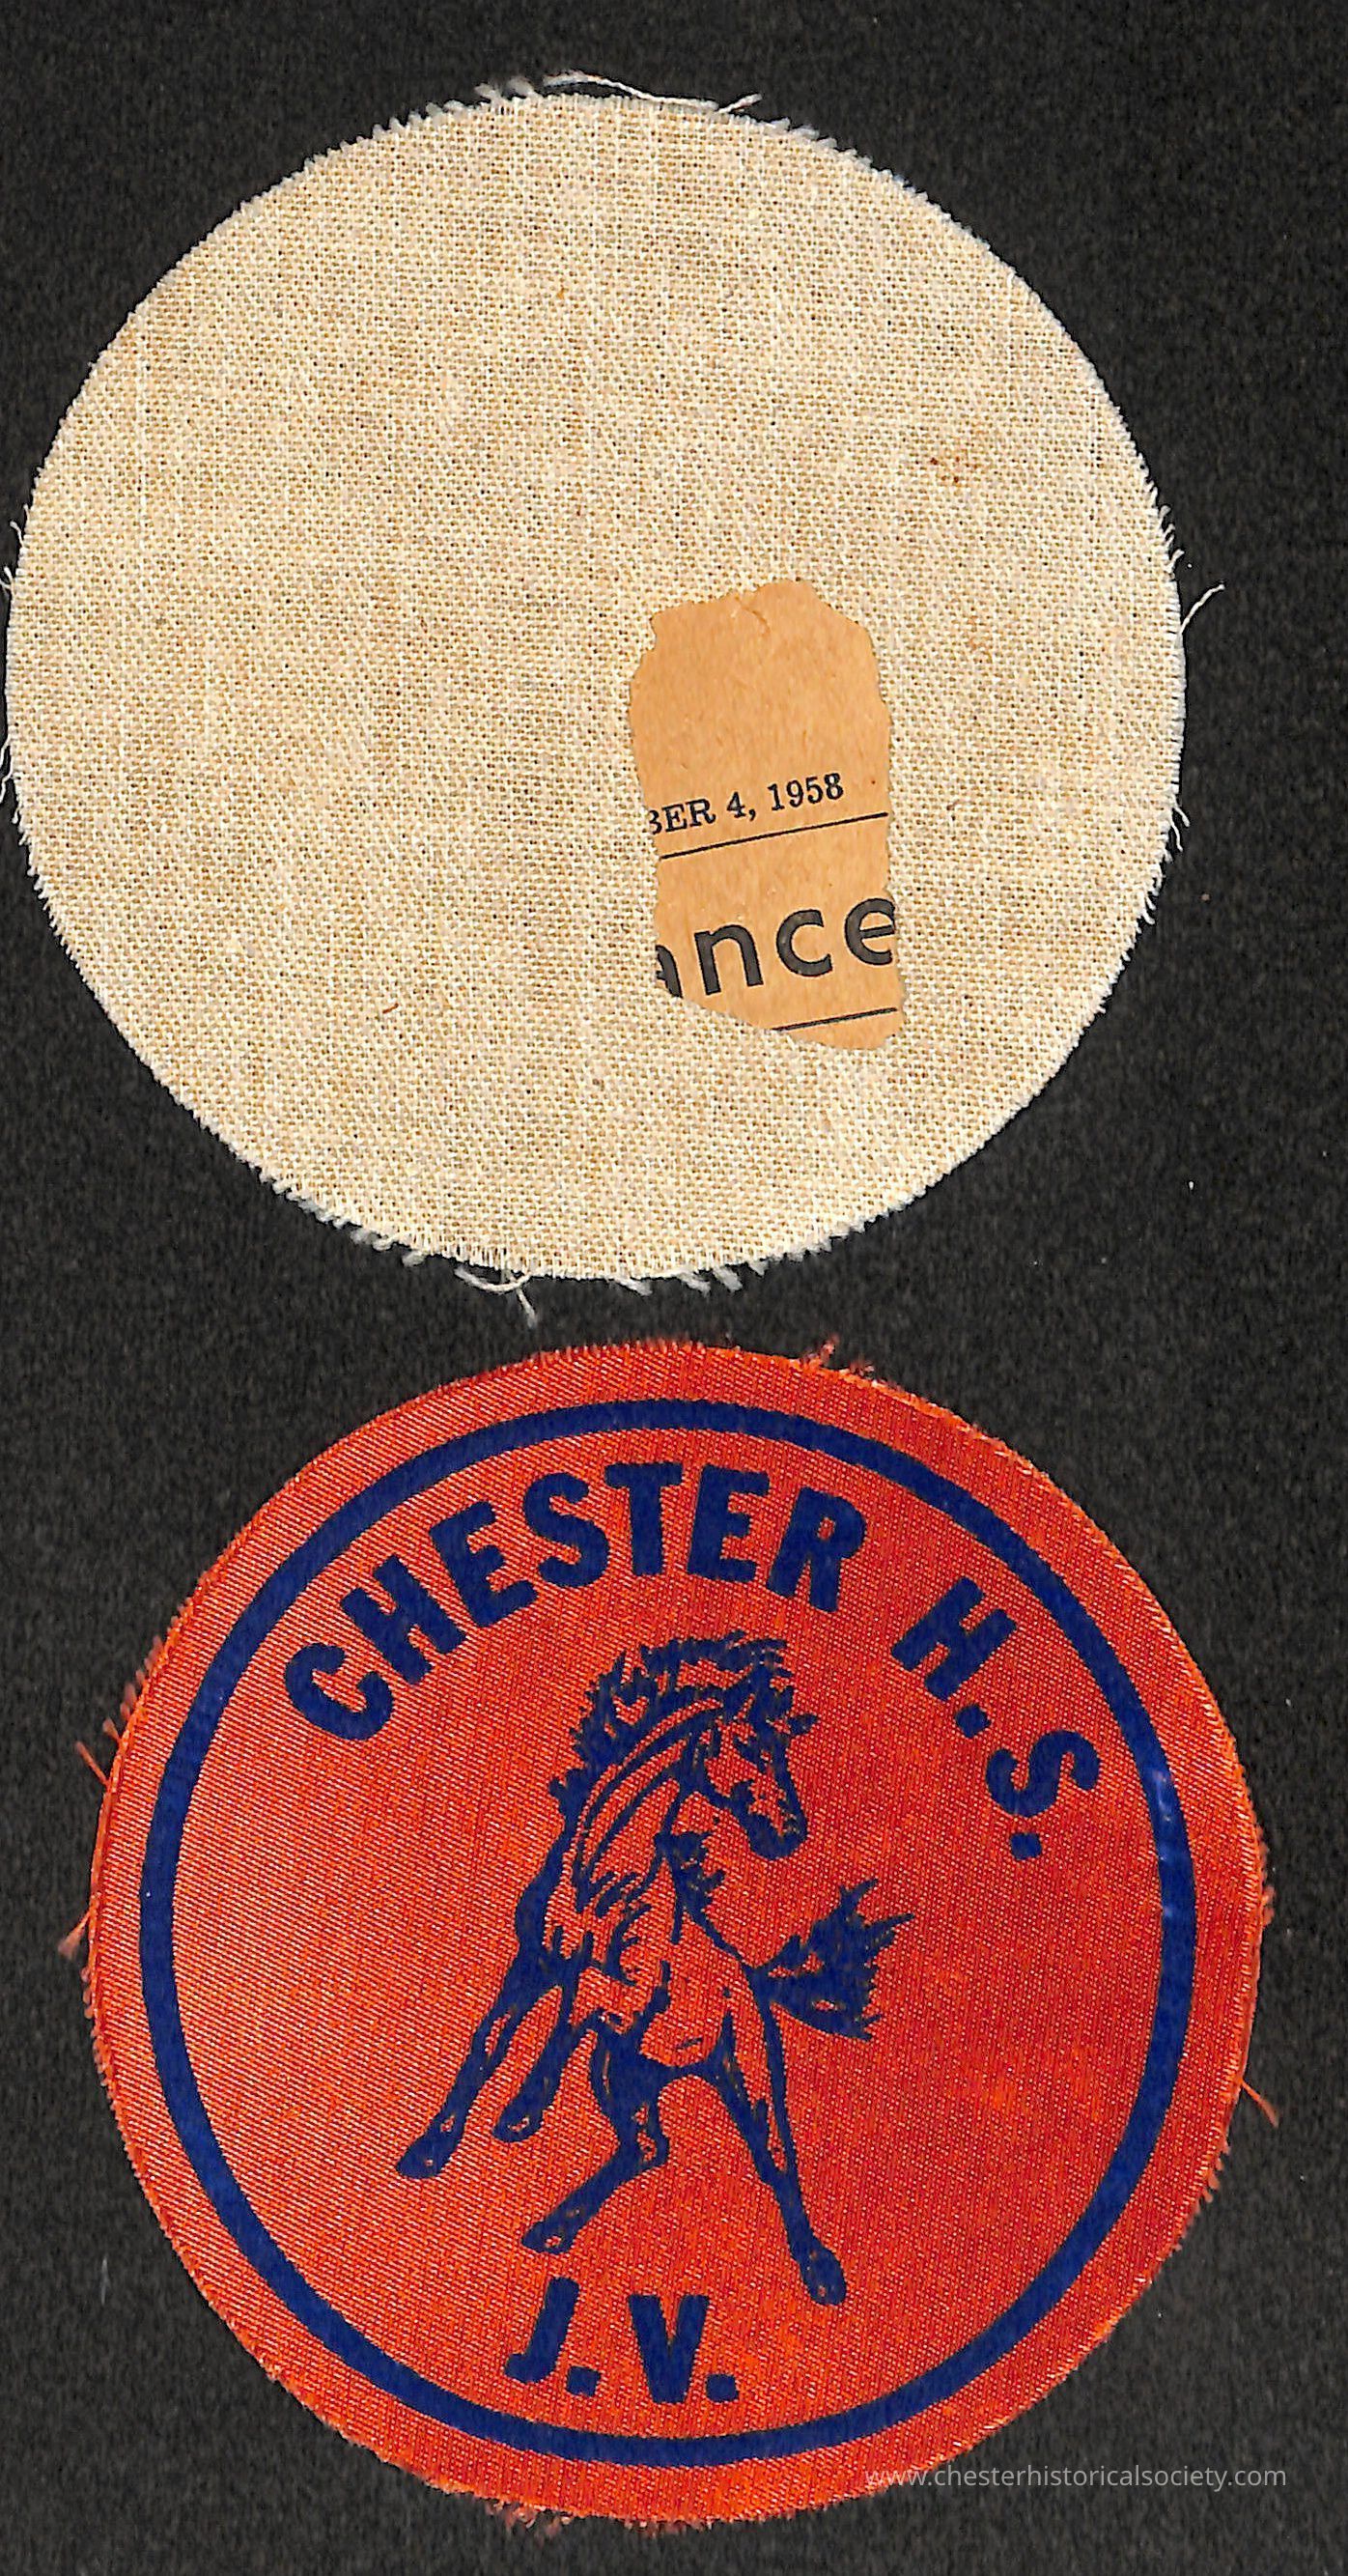 BER 4, 1958
ance
CHESTER H.S.
J.V.
www.chesterhistoricalsociety.com